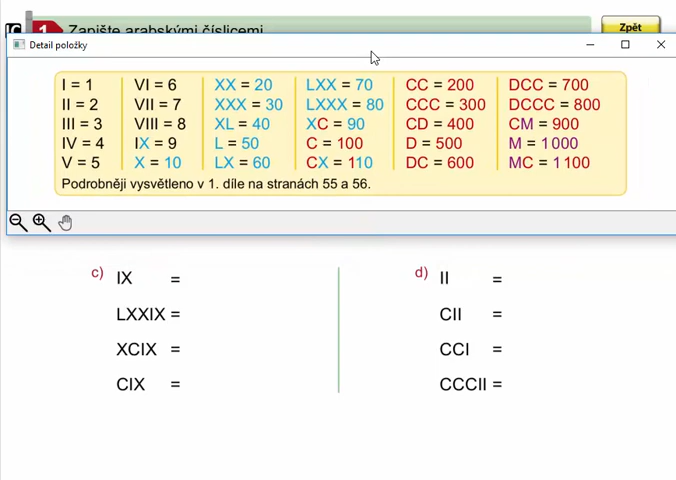 1 Zapište arabskými číslicemi
Zpět
Detail položky
I = 1 VI = 6 XX = 20 LXX = 70 CC = 200 DCC = 700
II = 2 VII = 7 XXX = 30 LXXX = 80 CCC = 300 DCCC = 800
III = 3 VIII = 8 XL = 40 XC = 90 CD = 400 CM = 900
IV = 4 IX = 9 L = 50 C = 100 D = 500 M = 1000
V = 5 X = 10 LX = 60 CX = 110 DC = 600 MC = 1100
Podrobněji vysvětleno v 1. díle na stranách 55 a 56.
c) IX =
LXXIX =
XCIX =
CIX =
d) II =
CII =
CCI =
CCCII =